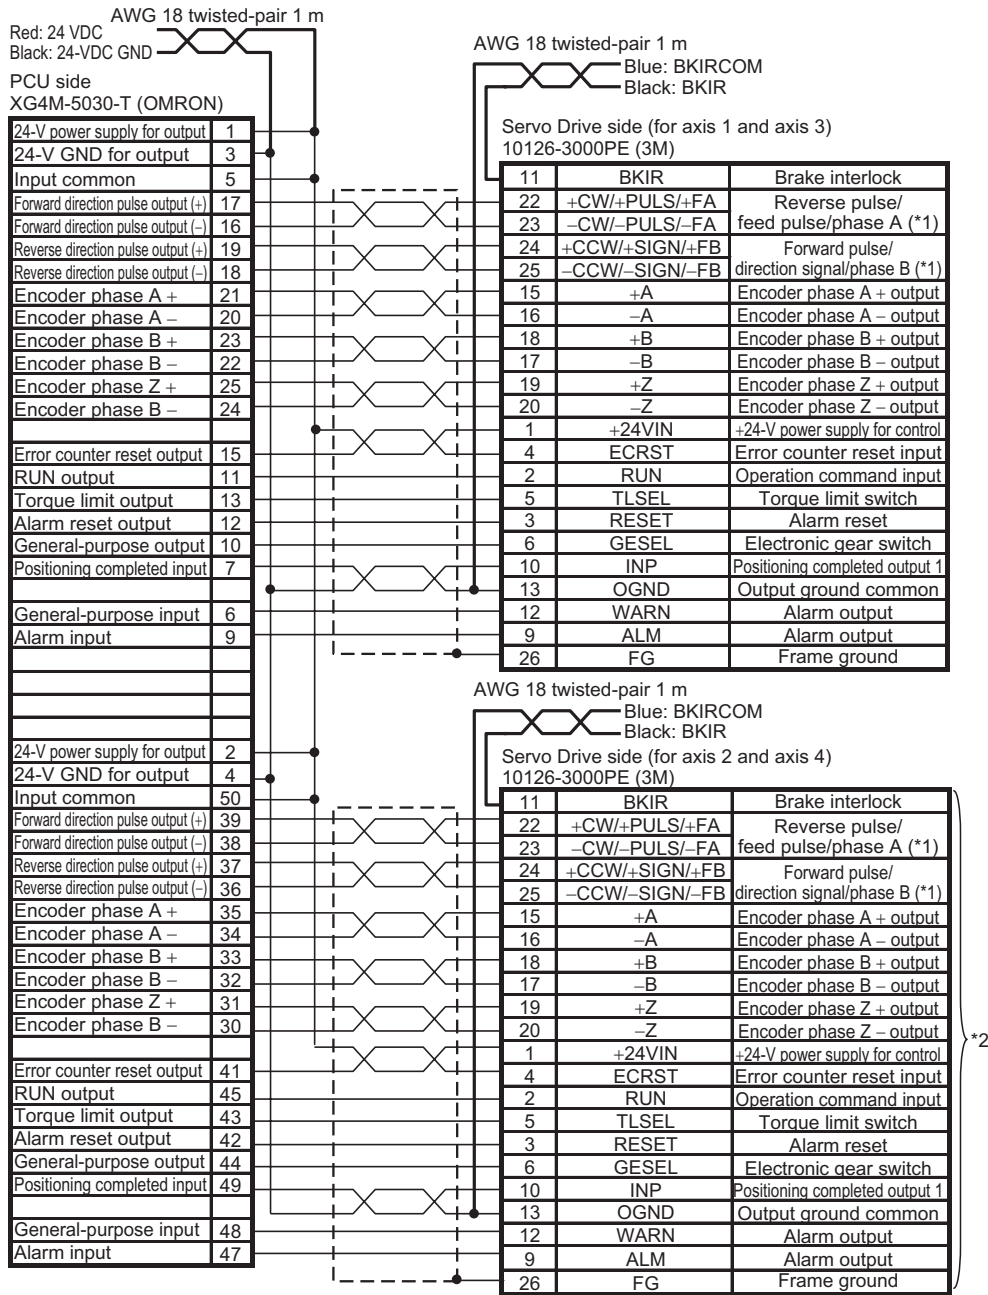 AWG 18 twisted-pair 1 m
Red: 24 VDC
Black: 24-VDC GND
PCU side
XG4M-5030-T (OMRON)
24-V power supply for output 1
24-V GND for output 3
Input common 5
Forward direction pulse output (+) 17
Forward direction pulse output (−) 16
Reverse direction pulse output (+) 19
Reverse direction pulse output (−) 18
Encoder phase A + 21
Encoder phase A − 20
Encoder phase B + 23
Encoder phase B − 22
Encoder phase Z + 25
Encoder phase B − 24
Error counter reset output 15
RUN output 11
Torque limit output 13
Alarm reset output 12
General-purpose output 10
Positioning completed input 7
General-purpose input 6
Alarm input 9
24-V power supply for output 2
24-V GND for output 4
Input common 50
Forward direction pulse output (+) 39
Forward direction pulse output (−) 38
Reverse direction pulse output (+) 37
Reverse direction pulse output (−) 36
Encoder phase A + 35
Encoder phase A − 34
Encoder phase B + 33
Encoder phase B − 32
Encoder phase Z + 31
Encoder phase B − 30
Error counter reset output 41
RUN output 45
Torque limit output 43
Alarm reset output 42
General-purpose output 44
Positioning completed input 49
General-purpose input 48
Alarm input 47
AWG 18 twisted-pair 1 m
Blue: BKIRCOM
Black: BKIR
Servo Drive side (for axis 1 and axis 3)
10126-3000PE (3M)
11 BKIR Brake interlock
22 +CW/+PULS/+FA Reverse pulse/
23 −CW/−PULS/−FA feed pulse/phase A (*1)
24 +CCW/+SIGN/+FB Forward pulse/
25 −CCW/−SIGN/−FB direction signal/phase B (*1)
15 +A Encoder phase A + output
16 −A Encoder phase A − output
18 +B Encoder phase B + output
17 −B Encoder phase B − output
19 +Z Encoder phase Z + output
20 −Z Encoder phase Z − output
1 +24VIN +24-V power supply for control
4 ECRST Error counter reset input
2 RUN Operation command input
5 TLSEL Torque limit switch
3 RESET Alarm reset
6 GESEL Electronic gear switch
10 INP Positioning completed output 1
13 OGND Output ground common
12 WARN Alarm output
9 ALM Alarm output
26 FG Frame ground
AWG 18 twisted-pair 1 m
Blue: BKIRCOM
Black: BKIR
Servo Drive side (for axis 2 and axis 4)
10126-3000PE (3M)
11 BKIR Brake interlock
22 +CW/+PULS/+FA Reverse pulse/
23 −CW/−PULS/−FA feed pulse/phase A (*1)
24 +CCW/+SIGN/+FB Forward pulse/
25 −CCW/−SIGN/−FB direction signal/phase B (*1)
15 +A Encoder phase A + output
16 −A Encoder phase A − output
18 +B Encoder phase B + output
17 −B Encoder phase B − output
19 +Z Encoder phase Z + output
20 −Z Encoder phase Z − output
1 +24VIN +24-V power supply for control
4 ECRST Error counter reset input
2 RUN Operation command input
5 TLSEL Torque limit switch
3 RESET Alarm reset
6 GESEL Electronic gear switch
10 INP Positioning completed output 1
13 OGND Output ground common
12 WARN Alarm output
9 ALM Alarm output
26 FG Frame ground
*2